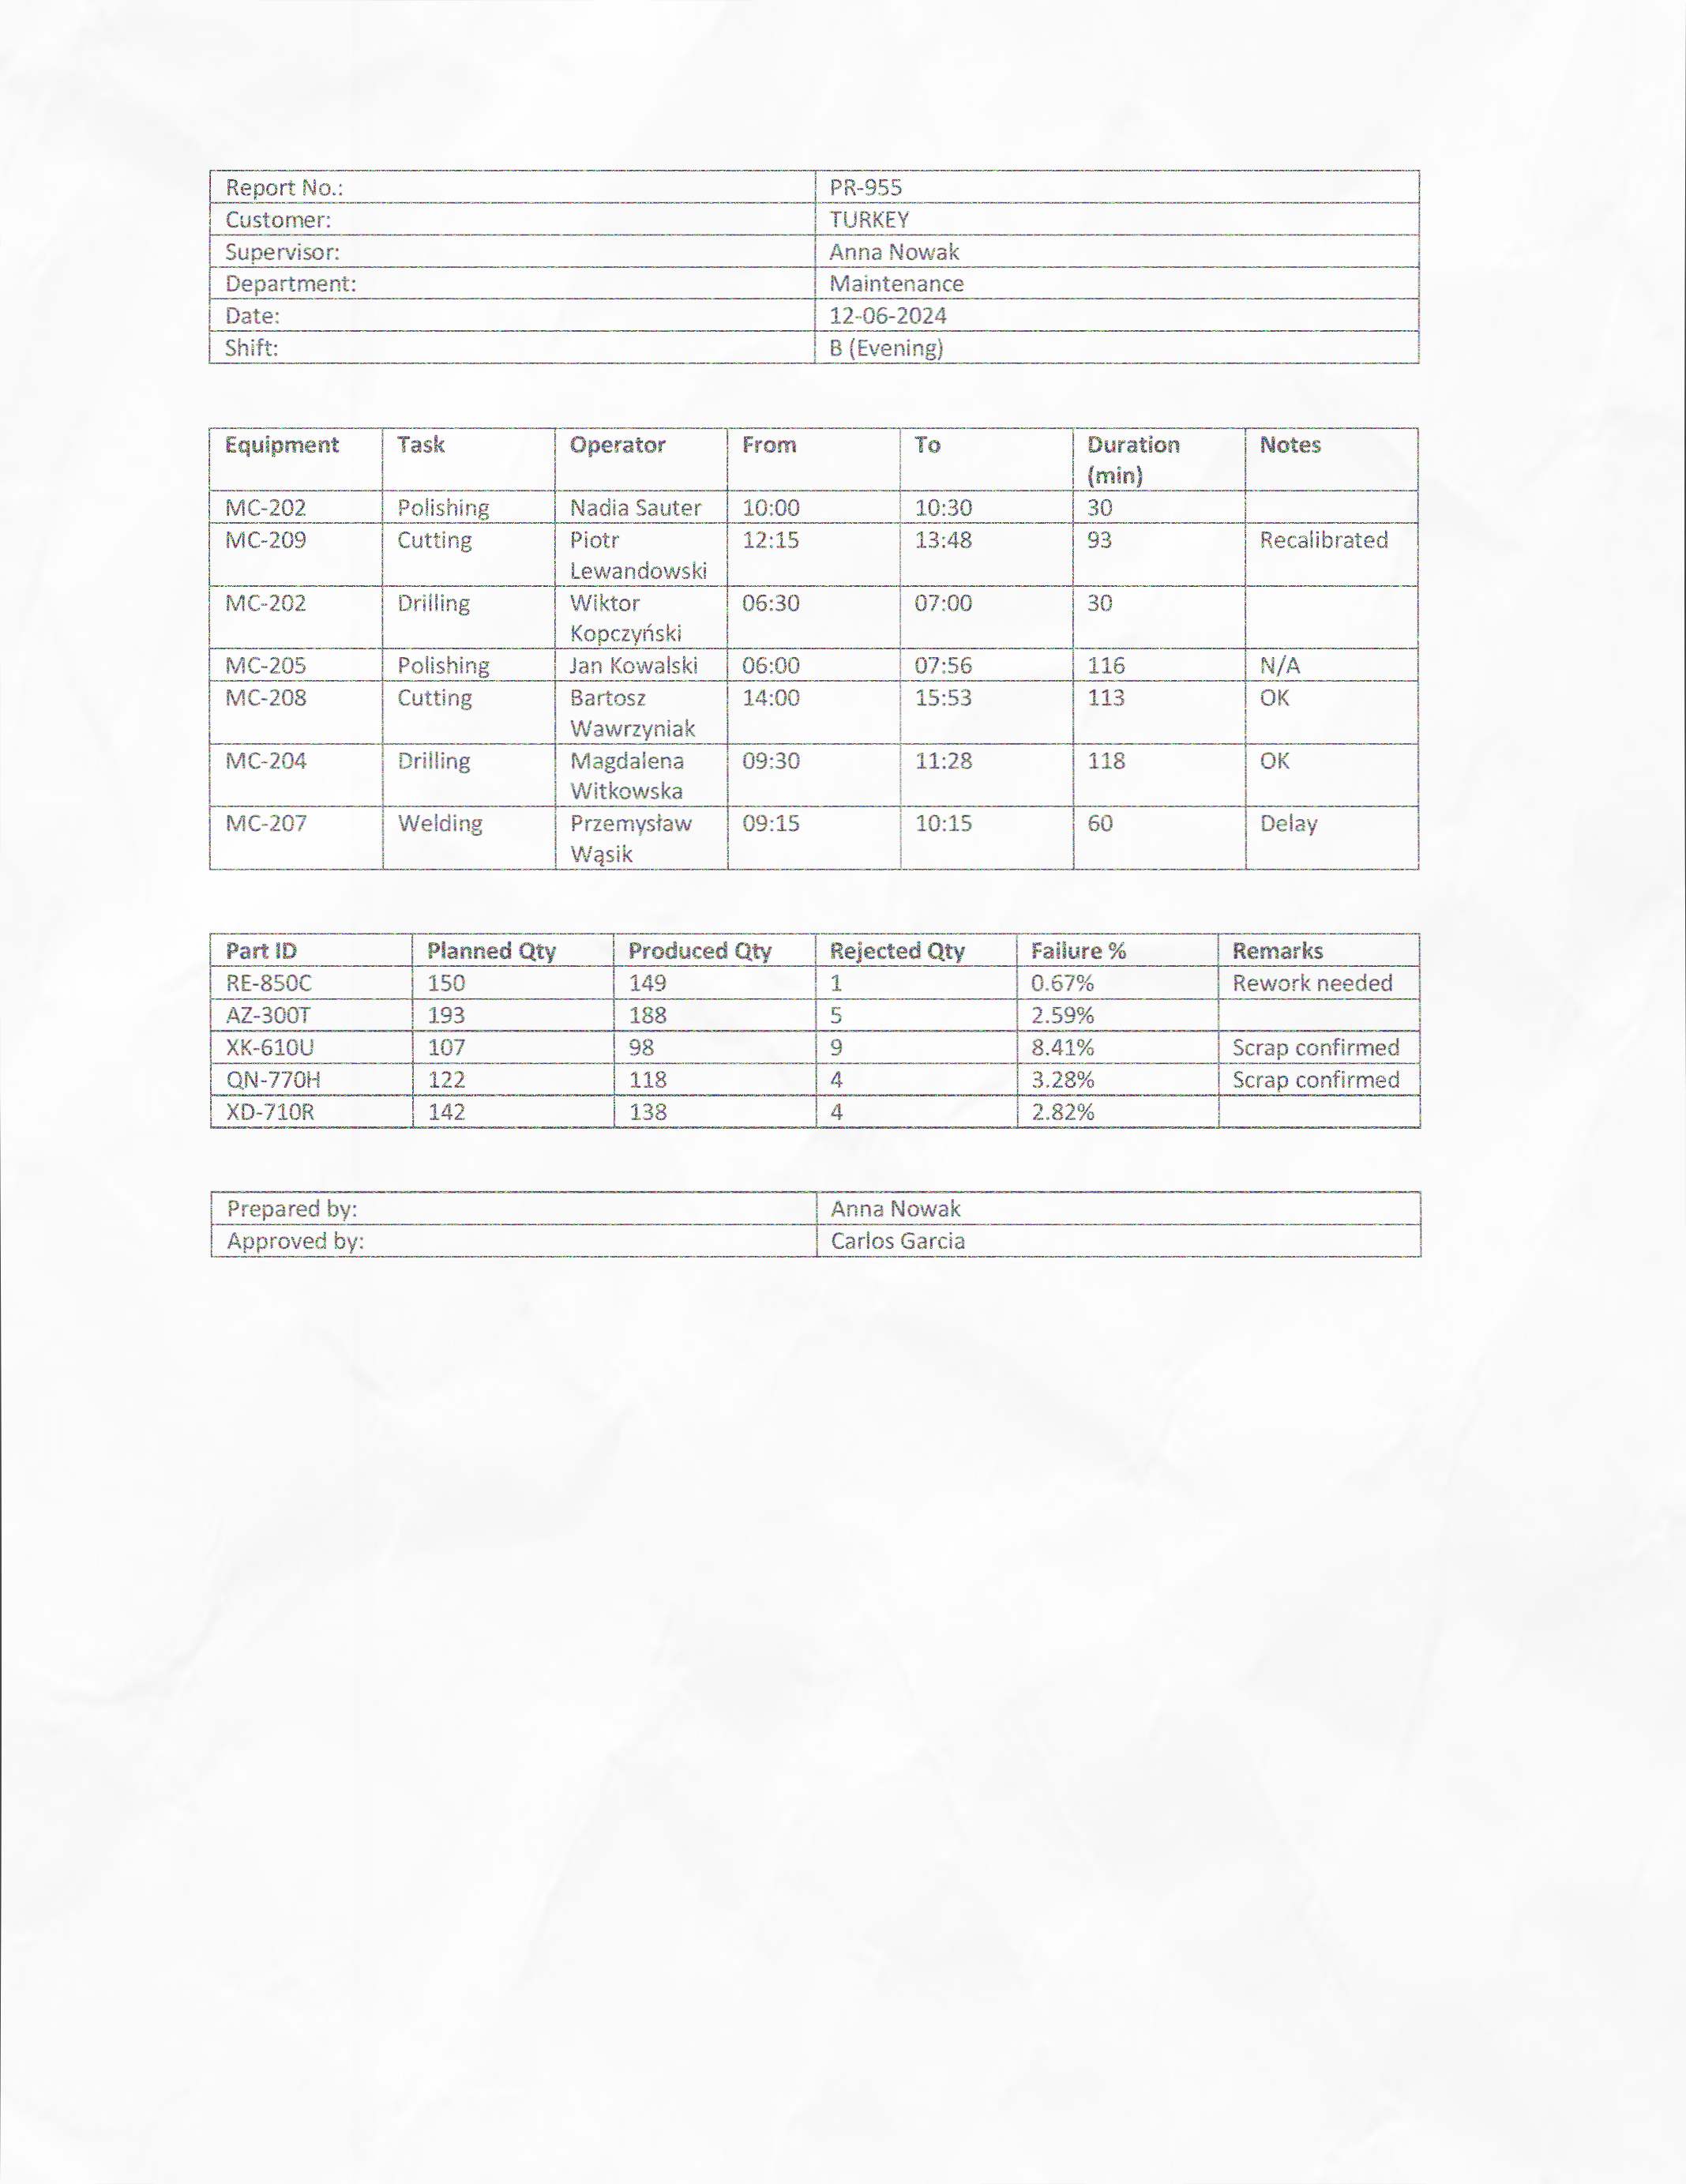 Report No.: PR-955
Customer: TURKEY
Supervisor: Anna Nowak
Department: Maintenance
Date: 12-06-2024
Shift: B (Evening)
Equipment Task Operator From To Duration (min) Notes
MC-202 Polishing Nadia Sauter 10:00 10:30 30
MC-209 Cutting Piotr Lewandowski 12:15 13:48 93 Recalibrated
MC-202 Drilling Wiktor Kopczyński 06:30 07:00 30
MC-205 Polishing Jan Kowalski 06:00 07:56 116 N/A
MC-208 Cutting Bartosz Wawrzyniak 14:00 15:53 113 OK
MC-204 Drilling Magdalena Witkowska 09:30 11:28 118 OK
MC-207 Welding Przemysław Wąsik 09:15 10:15 60 Delay
Part ID Planned Qty Produced Qty Rejected Qty Failure % Remarks
RE-850C 150 149 1 0.67% Rework needed
AZ-300T 193 188 5 2.59%
XK-610U 107 98 9 8.41% Scrap confirmed
QN-770H 122 118 4 3.28% Scrap confirmed
XD-710R 142 138 4 2.82%
Prepared by: Anna Nowak
Approved by: Carlos Garcia